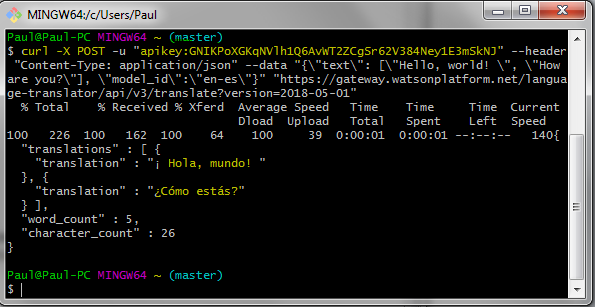 MINGW64:/c/Users/Paul
Paul@Paul-PC MINGW64 ~ (master)
$ curl -X POST -u "apikey:GNIKPoXGKqNVlh1Q6AvWT2ZCgSr62V384Ney1E3mSkNJ" --header
"Content-Type: application/json" --data "{\"text\": [\"Hello, world! \", \"How
are you?\"], \"model_id\":\"en-es\"}" "https://gateway.watsonplatform.net/langua
ge-translator/api/v3/translate?version=2018-05-01"
% Total % Received % Xferd Average Speed Time Time Time Current
Dload Upload Total Spent Left Speed
100 226 100 162 100 64 100 39 0:00:01 0:00:01 --:--:-- 140{
"translations" : [ {
"translation" : "¡ Hola, mundo! "
}, {
"translation" : "¿Cómo estás?"
} ],
"word_count" : 5,
"character_count" : 26
}
Paul@Paul-PC MINGW64 ~ (master)
$